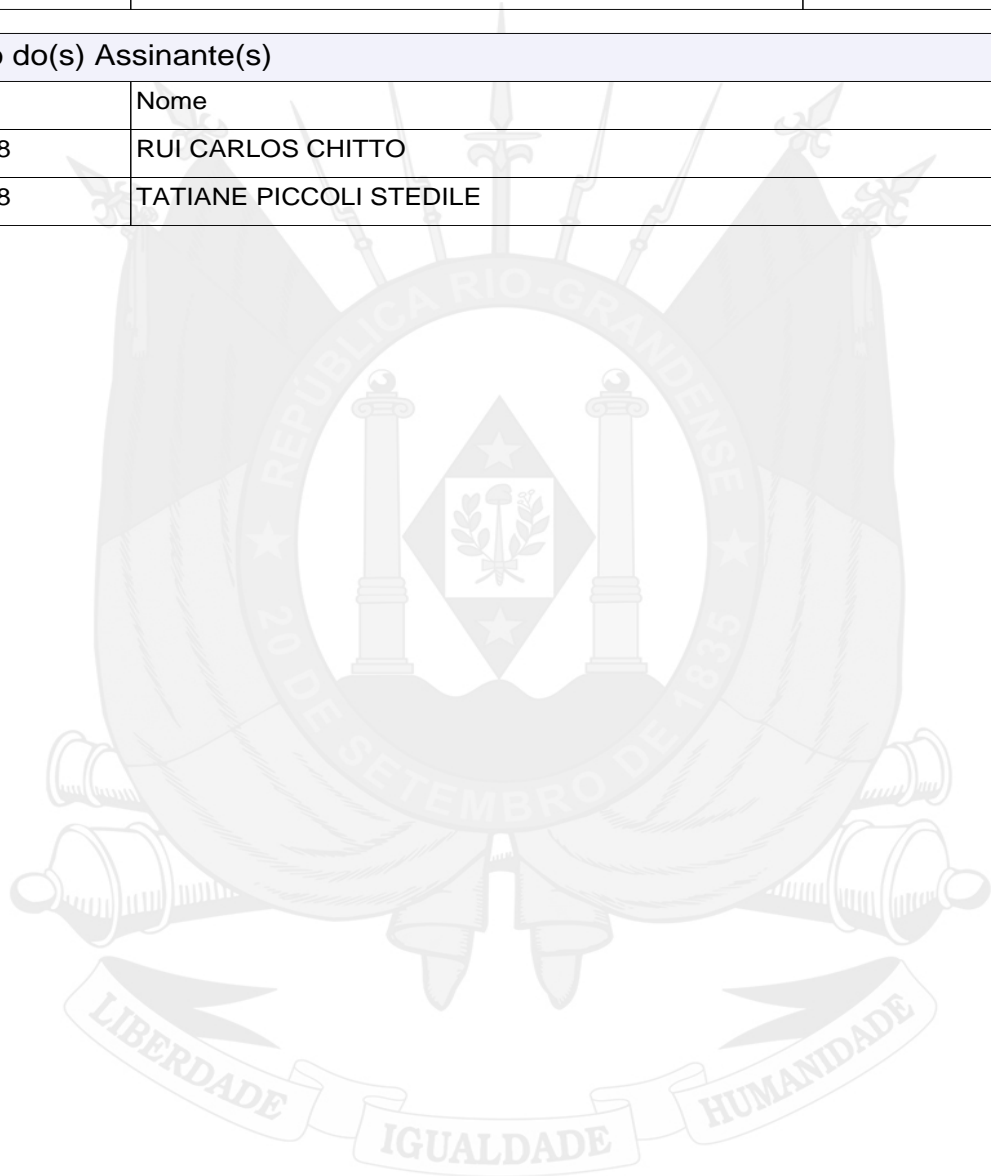 o do(s) Assinante(s)
Nome
8 RUI CARLOS CHITTO
8 TATIANE PICCOLI STEDILE
REPÚBLICA RIO-GRANDENSE
20 DE SETEMBRO DE 1835
LIBERDADE IGUALDADE HUMANIDADE